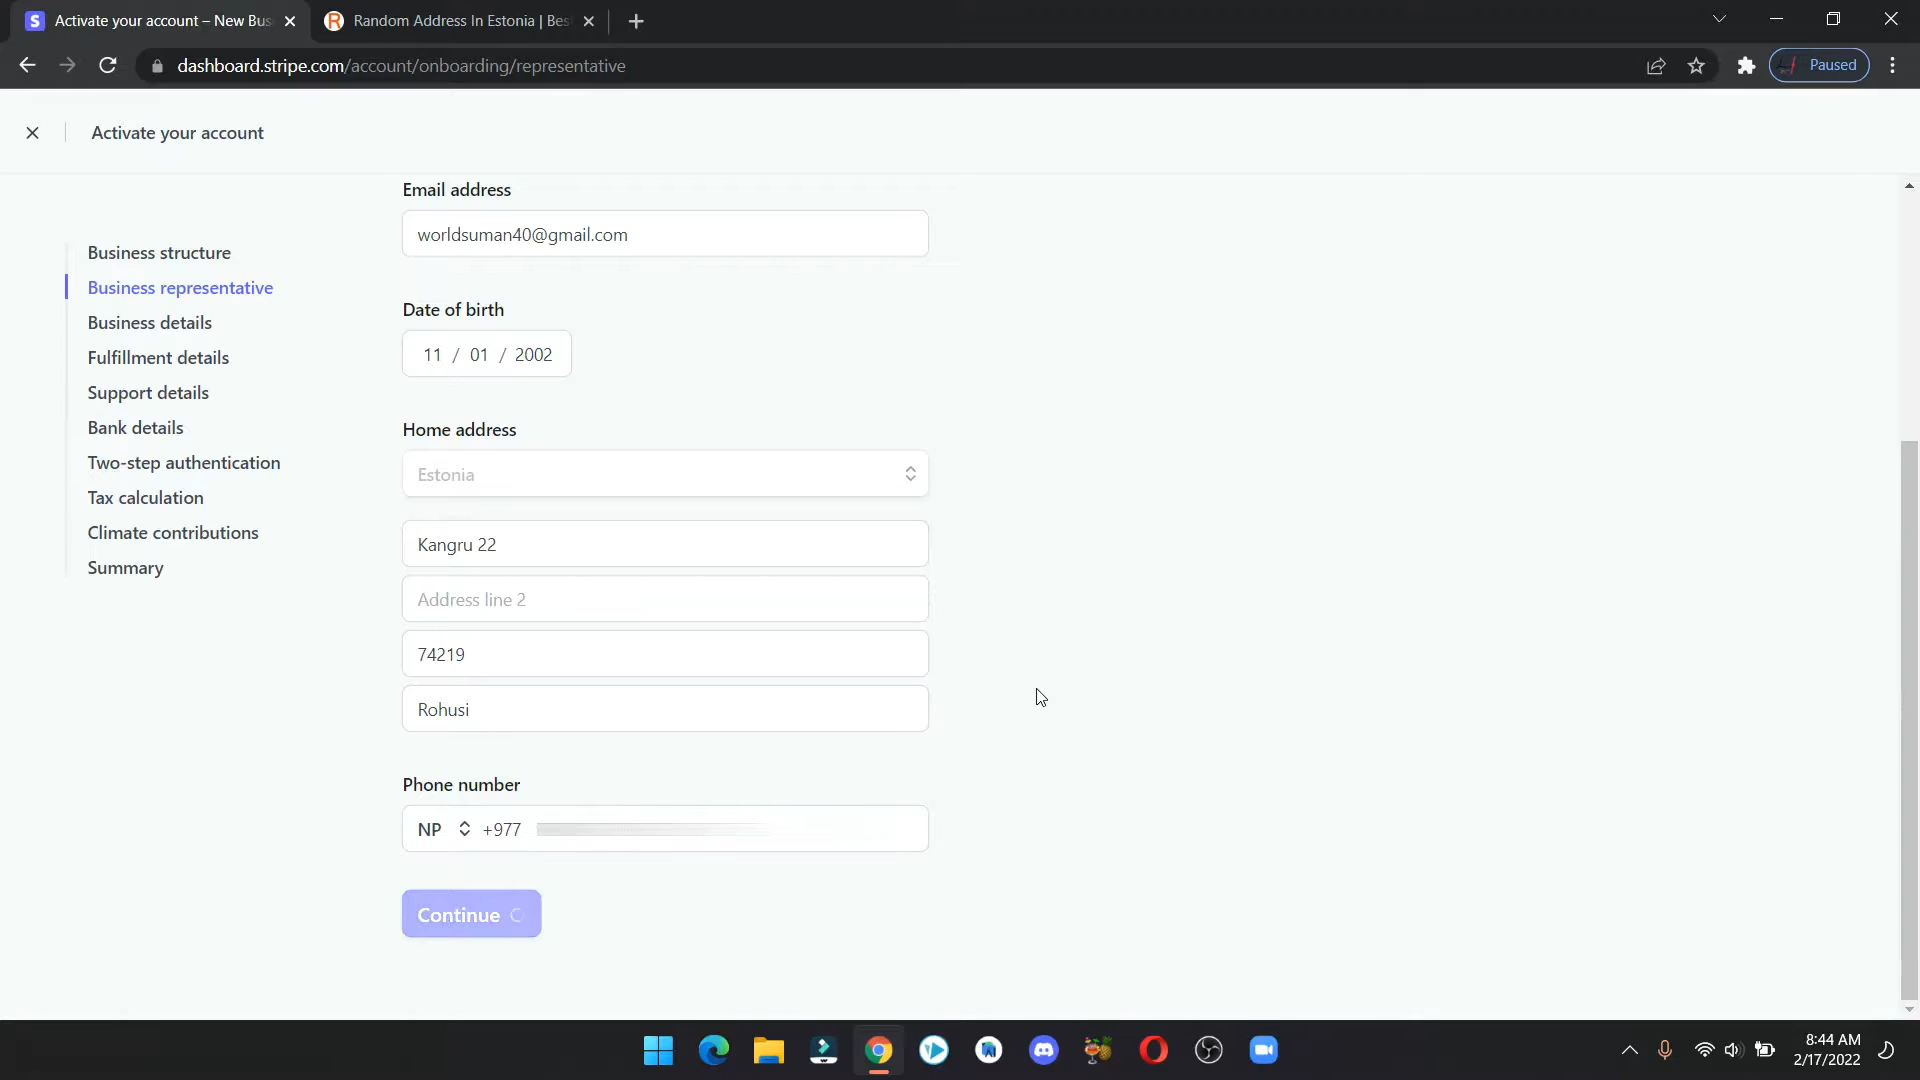 Activate your account – New Bus
Random Address In Estonia | Bes
dashboard.stripe.com/account/onboarding/representative
Paused
Activate your account
Email address
worldsuman40@gmail.com
Business structure
Business representative
Business details
Fulfillment details
Support details
Bank details
Two-step authentication
Tax calculation
Climate contributions
Summary
Date of birth
11 / 01 / 2002
Home address
Estonia
Kangru 22
Address line 2
74219
Rohusi
Phone number
NP +977
Continue
8:44 AM
2/17/2022